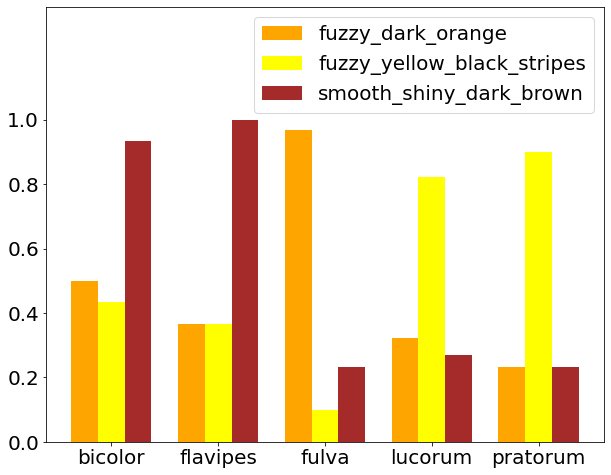 fuzzy_dark_orange
fuzzy_yellow_black_stripes
smooth_shiny_dark_brown
1.0
0.8
0.6
0.4
0.2
0.0
bicolor flavipes fulva lucorum pratorum